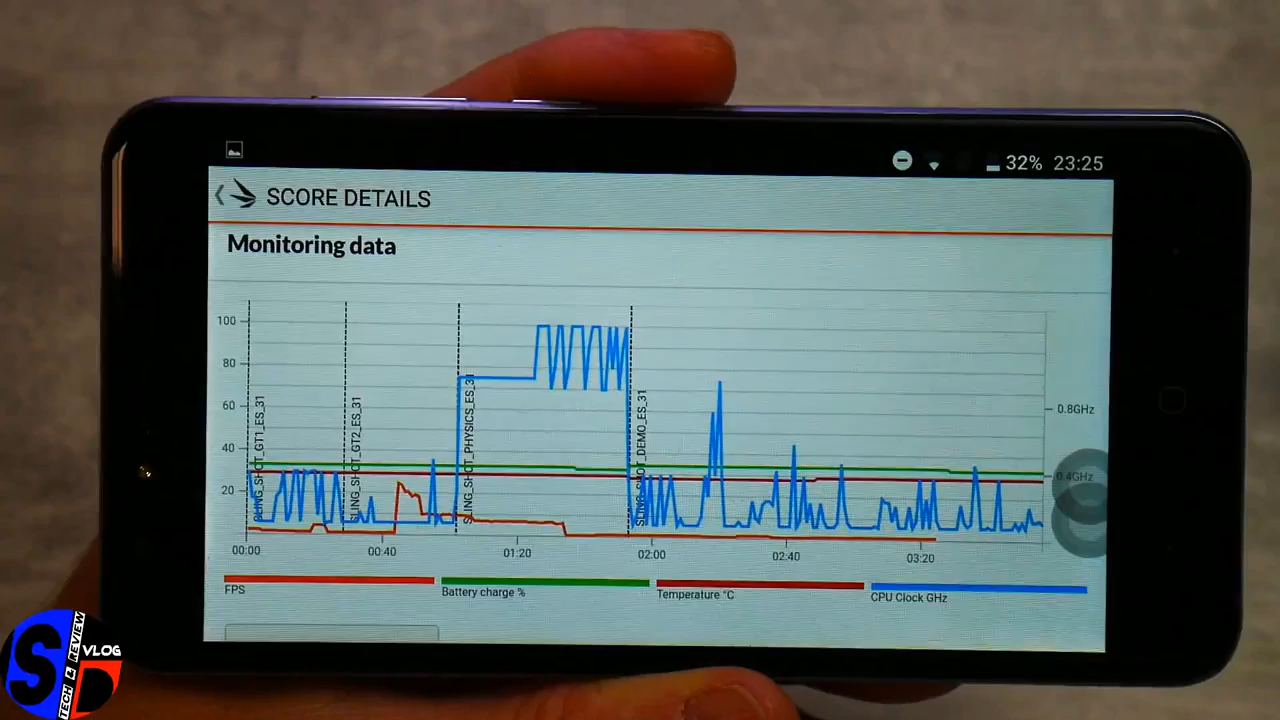 32% 23:25
SCORE DETAILS
Monitoring data
100
80
60
40
20
0.8GHz
0.4GHz
SLING_SHOT_GT1_ES_31
SLING_SHOT_GT2_ES_31
SLING_SHOT_PHYSICS_ES_31
SLING_SHOT_DEMO_ES_31
00:00 00:40 01:20 02:00 02:40 03:20
FPS Battery charge % Temperature °C CPU Clock GHz
S TECH & REVIEW VLOG D